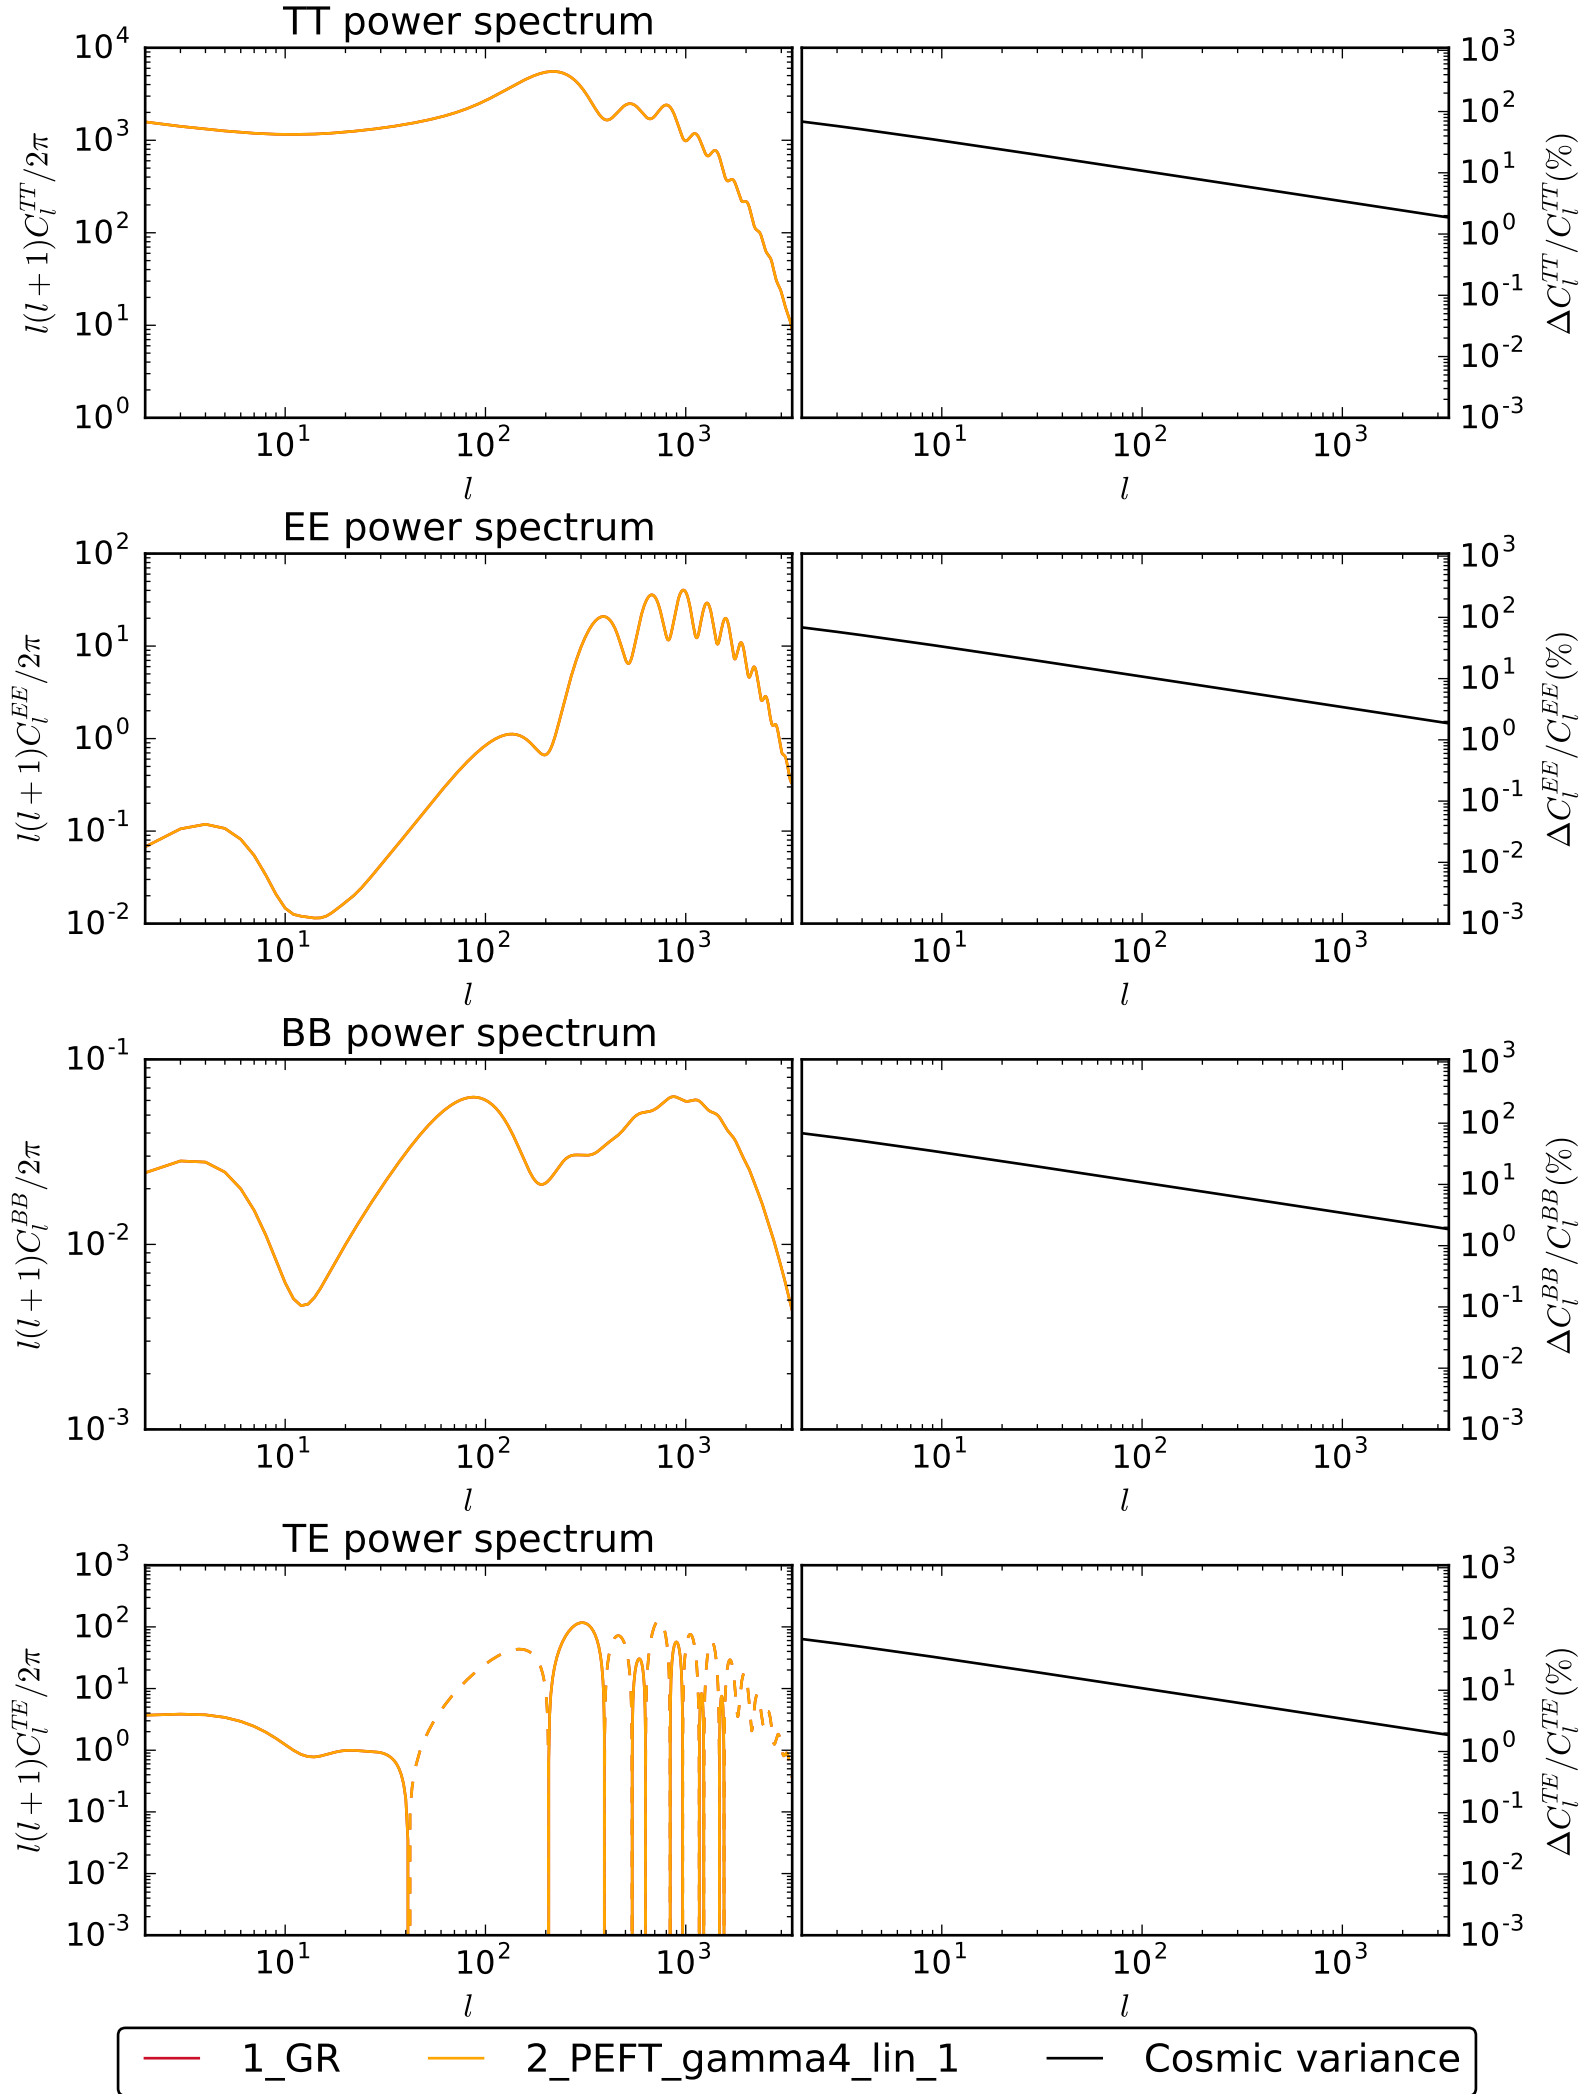 TT power spectrum
10^4
10^3
10^2
10^1
10^0
l(l+1)C_l^{TT}/2π
10^1 10^2 10^3
l
10^3
10^2
10^1
10^0
10^-1
10^-2
10^-3
ΔC_l^{TT}/C_l^{TT}(%)
10^1 10^2 10^3
l
EE power spectrum
10^2
10^1
10^0
10^-1
10^-2
l(l+1)C_l^{EE}/2π
10^1 10^2 10^3
l
10^3
10^2
10^1
10^0
10^-1
10^-2
10^-3
ΔC_l^{EE}/C_l^{EE}(%)
10^1 10^2 10^3
l
BB power spectrum
10^-1
10^-2
10^-3
l(l+1)C_l^{BB}/2π
10^1 10^2 10^3
l
10^3
10^2
10^1
10^0
10^-1
10^-2
10^-3
ΔC_l^{BB}/C_l^{BB}(%)
10^1 10^2 10^3
l
TE power spectrum
10^3
10^2
10^1
10^0
10^-1
10^-2
10^-3
l(l+1)C_l^{TE}/2π
10^1 10^2 10^3
l
10^3
10^2
10^1
10^0
10^-1
10^-2
10^-3
ΔC_l^{TE}/C_l^{TE}(%)
10^1 10^2 10^3
l
1_GR 2_PEFT_gamma4_lin_1 Cosmic variance